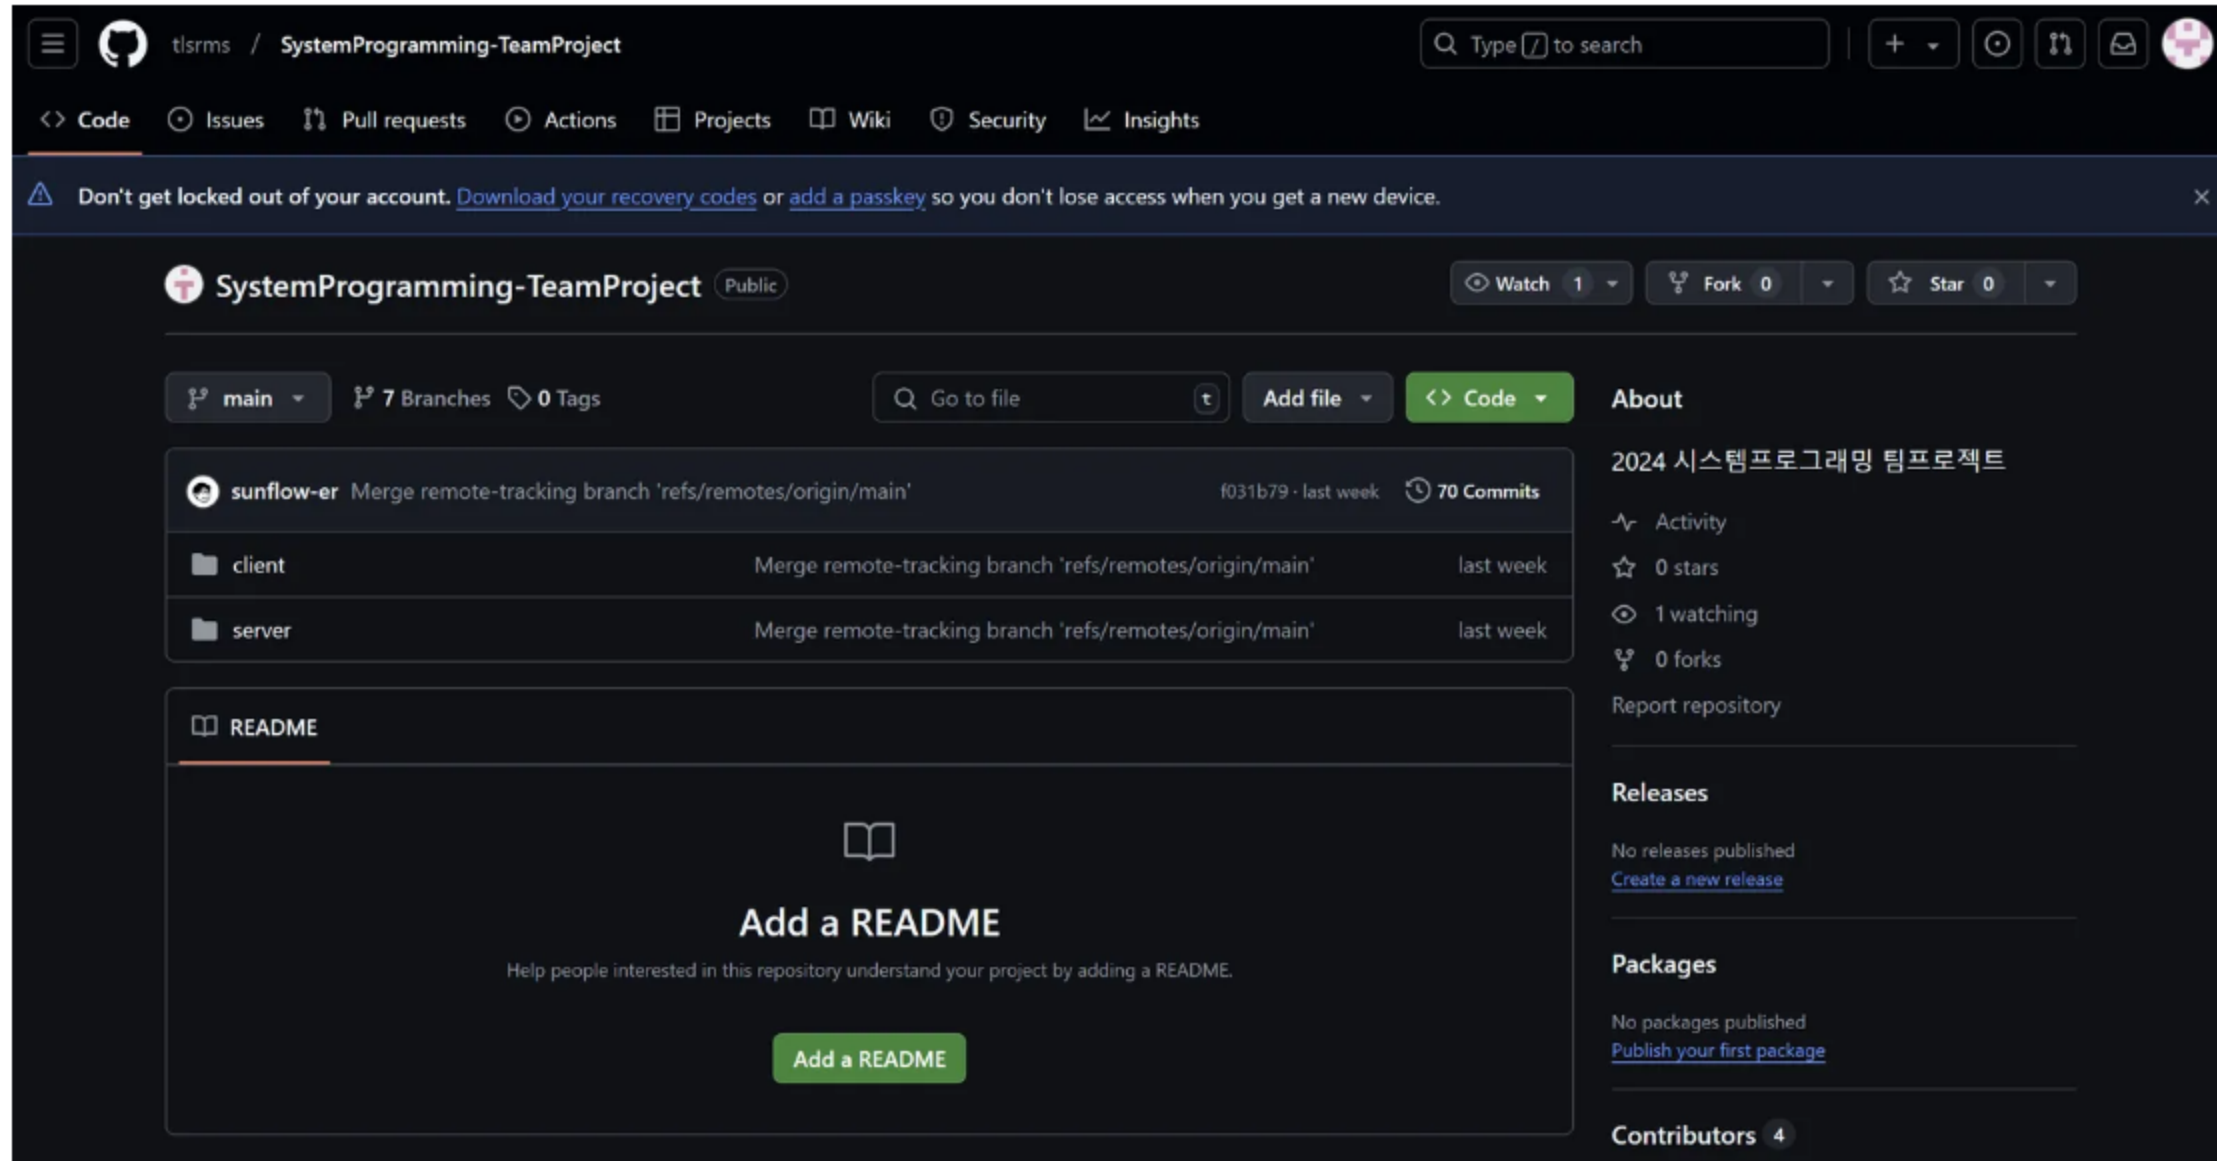 tlsrms / SystemProgramming-TeamProject
Type / to search
Code Issues Pull requests Actions Projects Wiki Security Insights
Don't get locked out of your account. Download your recovery codes or add a passkey so you don't lose access when you get a new device.
SystemProgramming-TeamProject Public
Watch 1 Fork 0 Star 0
main 7 Branches 0 Tags
Go to file t Add file Code
sunflow-er Merge remote-tracking branch 'refs/remotes/origin/main' f031b79 · last week 70 Commits
client Merge remote-tracking branch 'refs/remotes/origin/main' last week
server Merge remote-tracking branch 'refs/remotes/origin/main' last week
README
Add a README
Help people interested in this repository understand your project by adding a README.
Add a README
About
2024 시스템프로그래밍 팀프로젝트
Activity
0 stars
1 watching
0 forks
Report repository
Releases
No releases published
Create a new release
Packages
No packages published
Publish your first package
Contributors 4